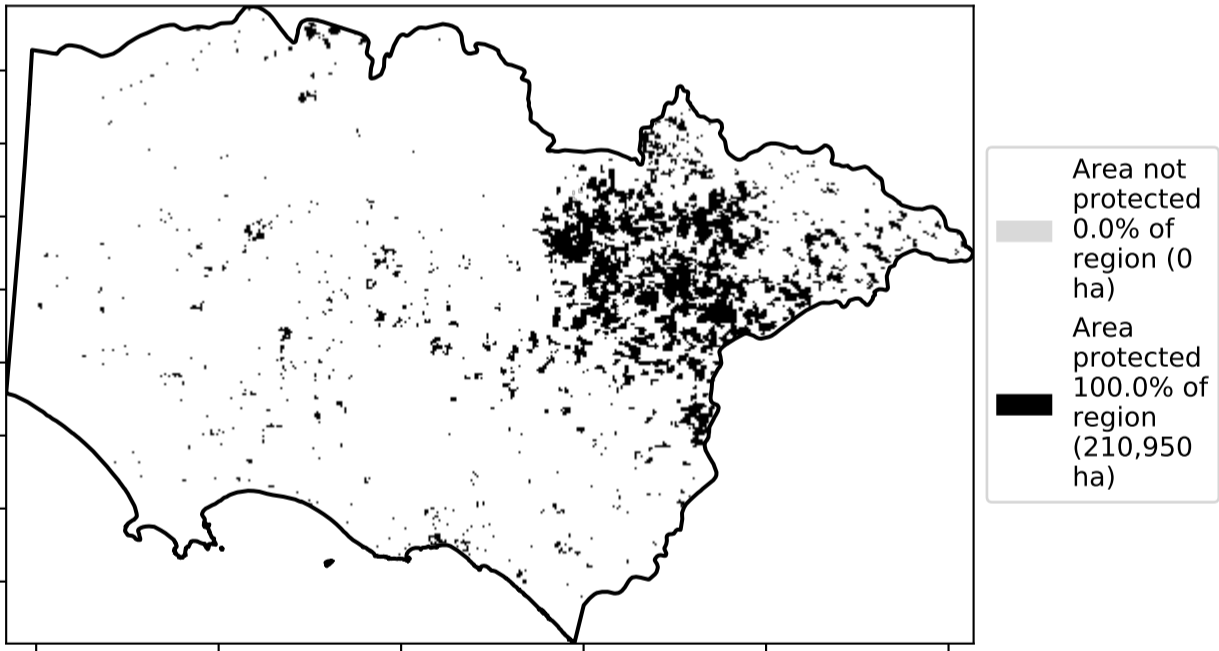 Area not
protected
0.0% of
region (0
ha)
Area
protected
100.0% of
region
(210,950
ha)